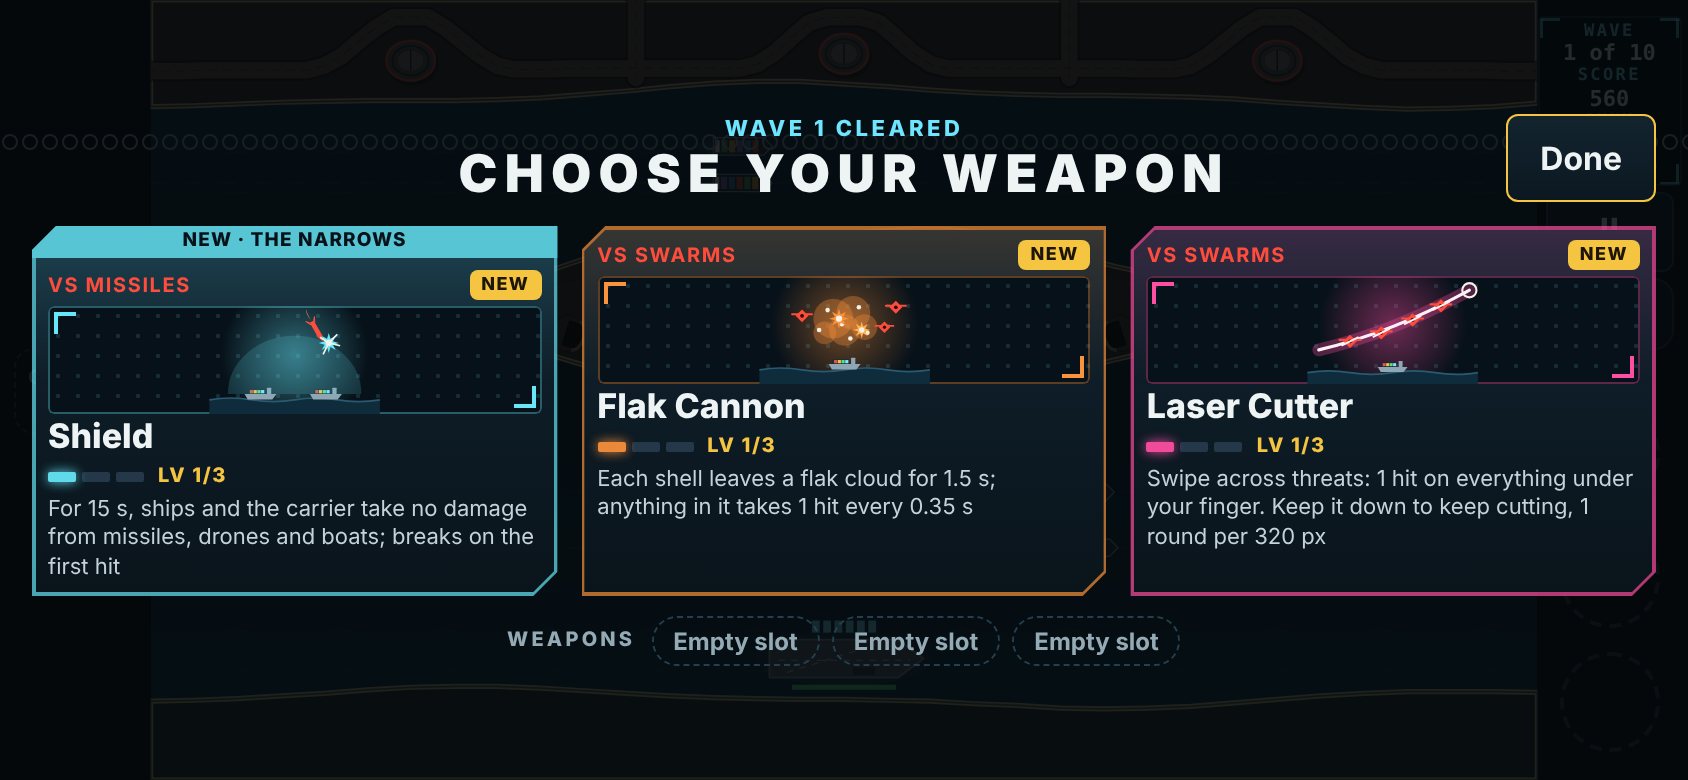 WAVE
1 of 10
SCORE
560
WAVE 1 CLEARED
CHOOSE YOUR WEAPON
Done
NEW · THE NARROWS
VS MISSILES
NEW
Shield
LV 1/3
For 15 s, ships and the carrier take no damage
from missiles, drones and boats; breaks on the
first hit
VS SWARMS
NEW
Flak Cannon
LV 1/3
Each shell leaves a flak cloud for 1.5 s;
anything in it takes 1 hit every 0.35 s
VS SWARMS
NEW
Laser Cutter
LV 1/3
Swipe across threats: 1 hit on everything under
your finger. Keep it down to keep cutting, 1
round per 320 px
WEAPONS
Empty slot
Empty slot
Empty slot